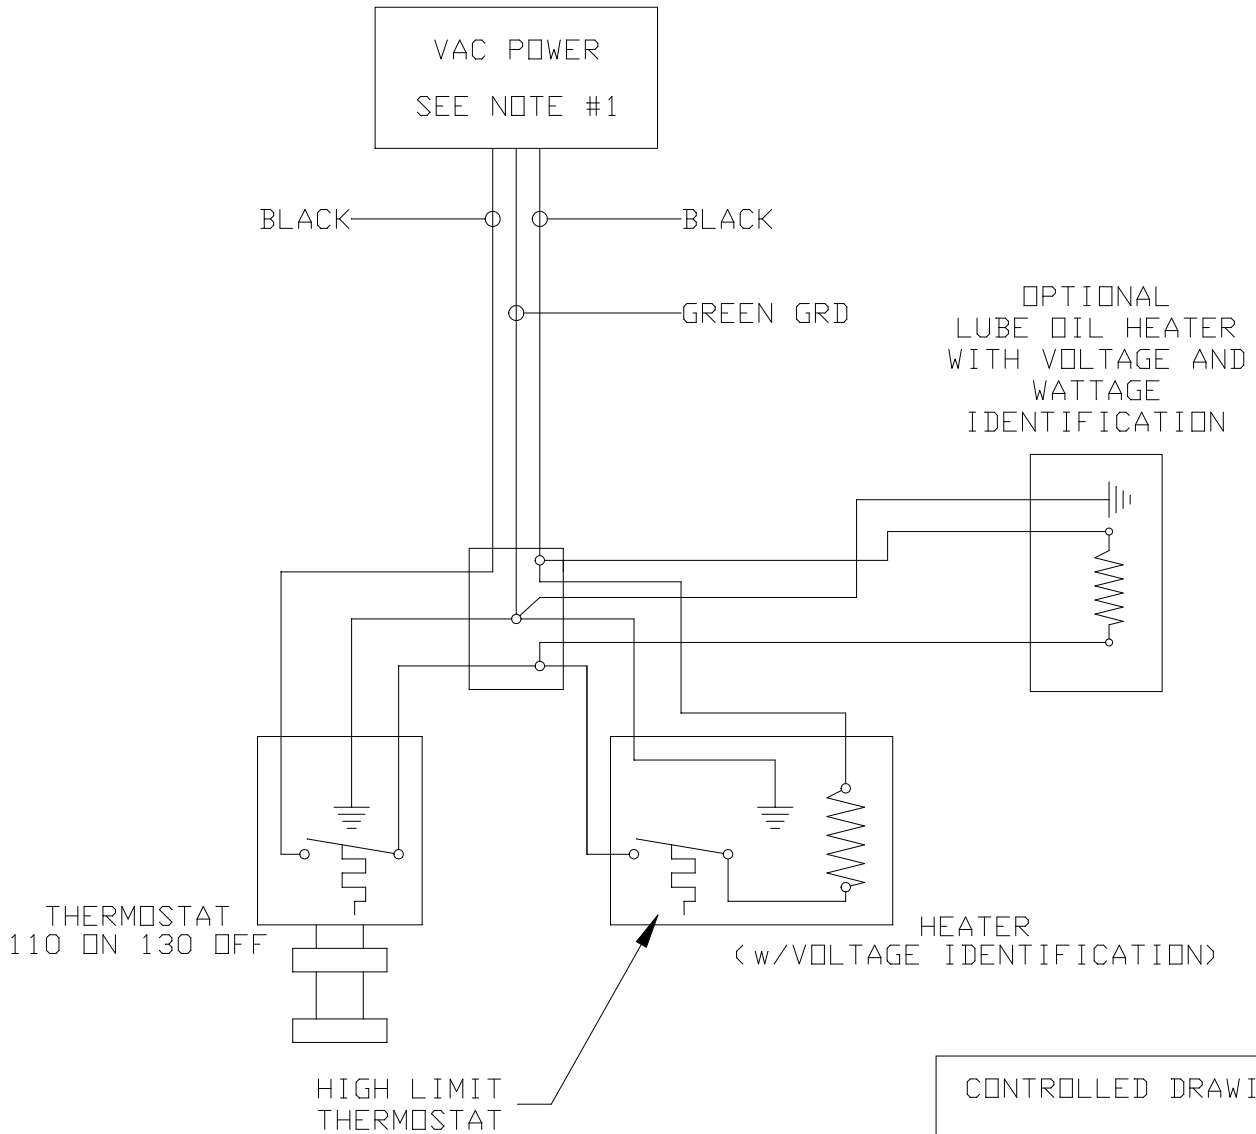 VAC POWER
SEE NOTE #1
BLACK
BLACK
GREEN GRD
OPTIONAL
LUBE OIL HEATER
WITH VOLTAGE AND
WATTAGE
IDENTIFICATION
THERMOSTAT
110 ON 130 OFF
HEATER
(w/VOLTAGE IDENTIFICATION)
HIGH LIMIT
THERMOSTAT
CONTROLLED DRAWI